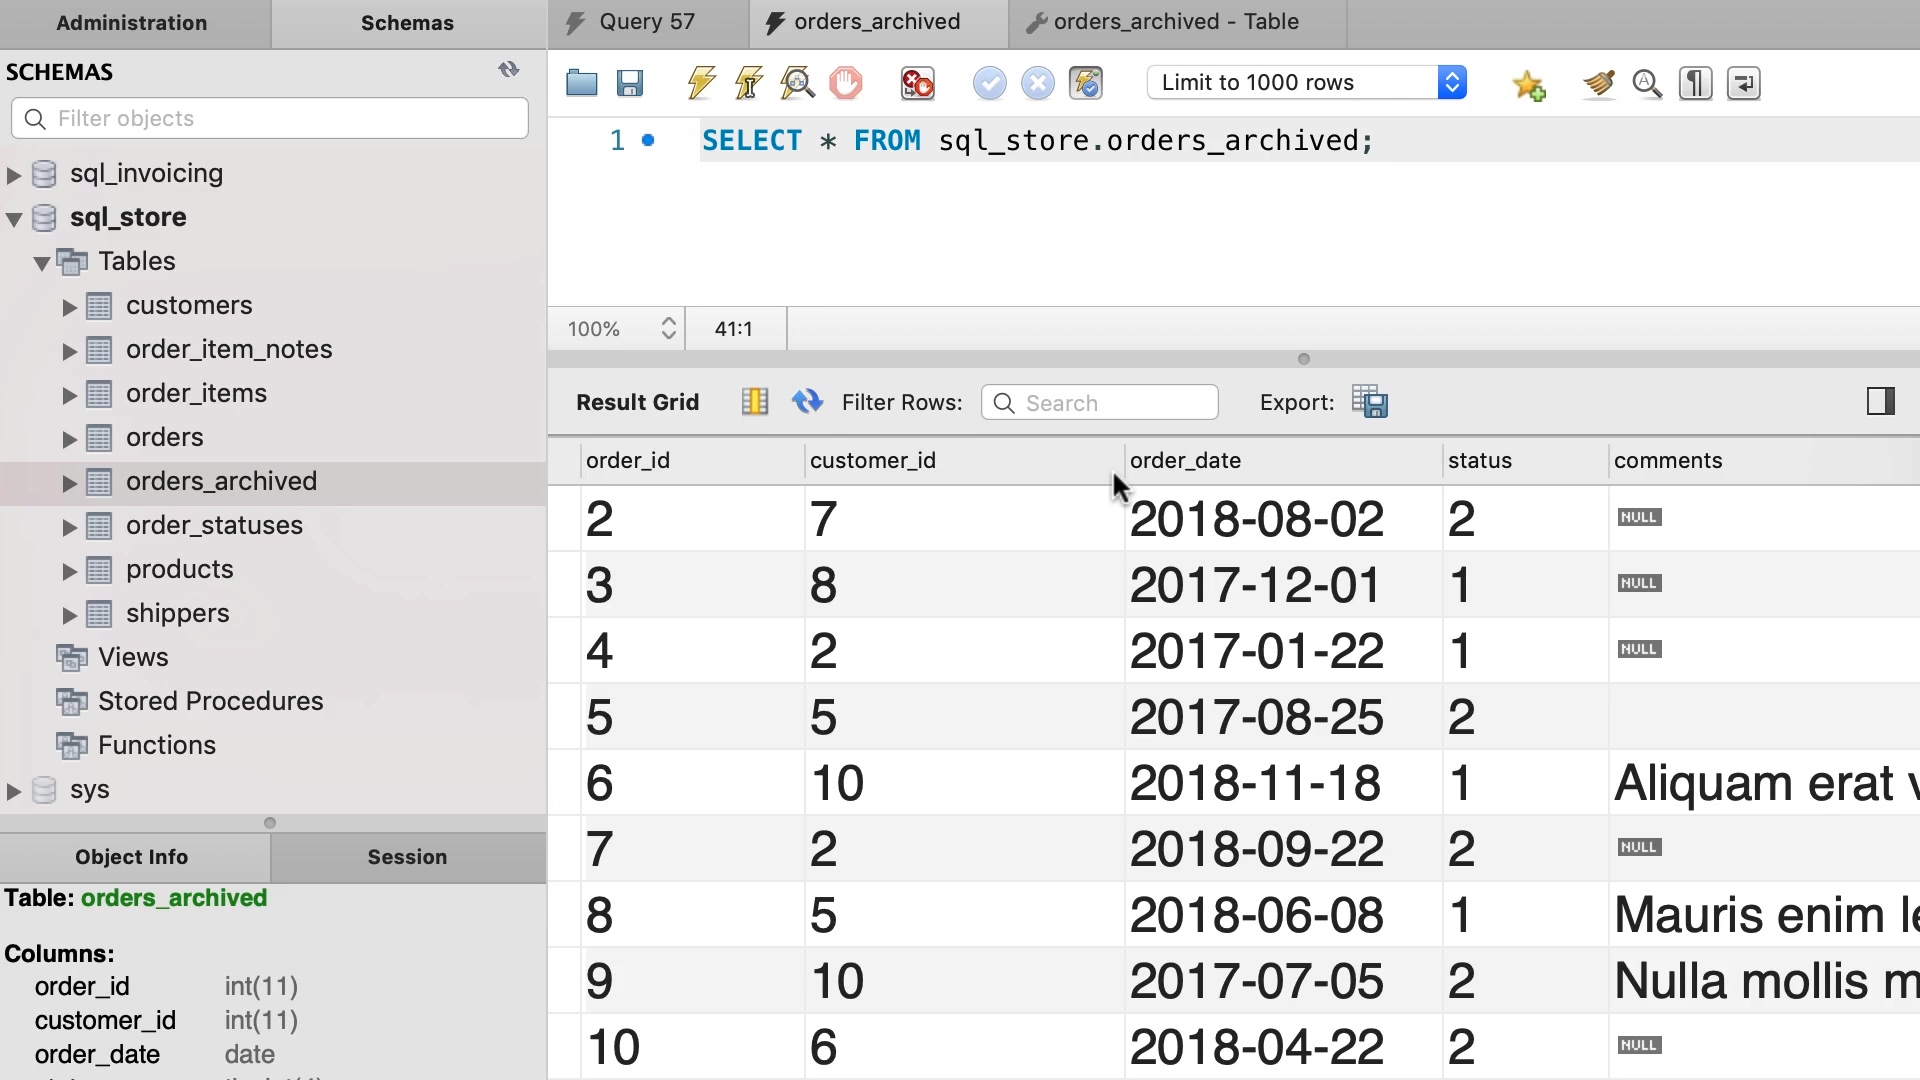 Administration
Schemas
Query 57
orders_archived
orders_archived - Table
SCHEMAS
Filter objects
sql_invoicing
sql_store
Tables
customers
order_item_notes
order_items
orders
orders_archived
order_statuses
products
shippers
Views
Stored Procedures
Functions
sys
Object Info
Session
Table: orders_archived
Columns:
order_id int(11)
customer_id int(11)
order_date date
Limit to 1000 rows
1 SELECT * FROM sql_store.orders_archived;
100% 41:1
Result Grid Filter Rows: Search Export:
order_id customer_id order_date status comments
2 7 2018-08-02 2 NULL
3 8 2017-12-01 1 NULL
4 2 2017-01-22 1 NULL
5 5 2017-08-25 2
6 10 2018-11-18 1 Aliquam erat
7 2 2018-09-22 2 NULL
8 5 2018-06-08 1 Mauris enim
9 10 2017-07-05 2 Nulla mollis
10 6 2018-04-22 2 NULL